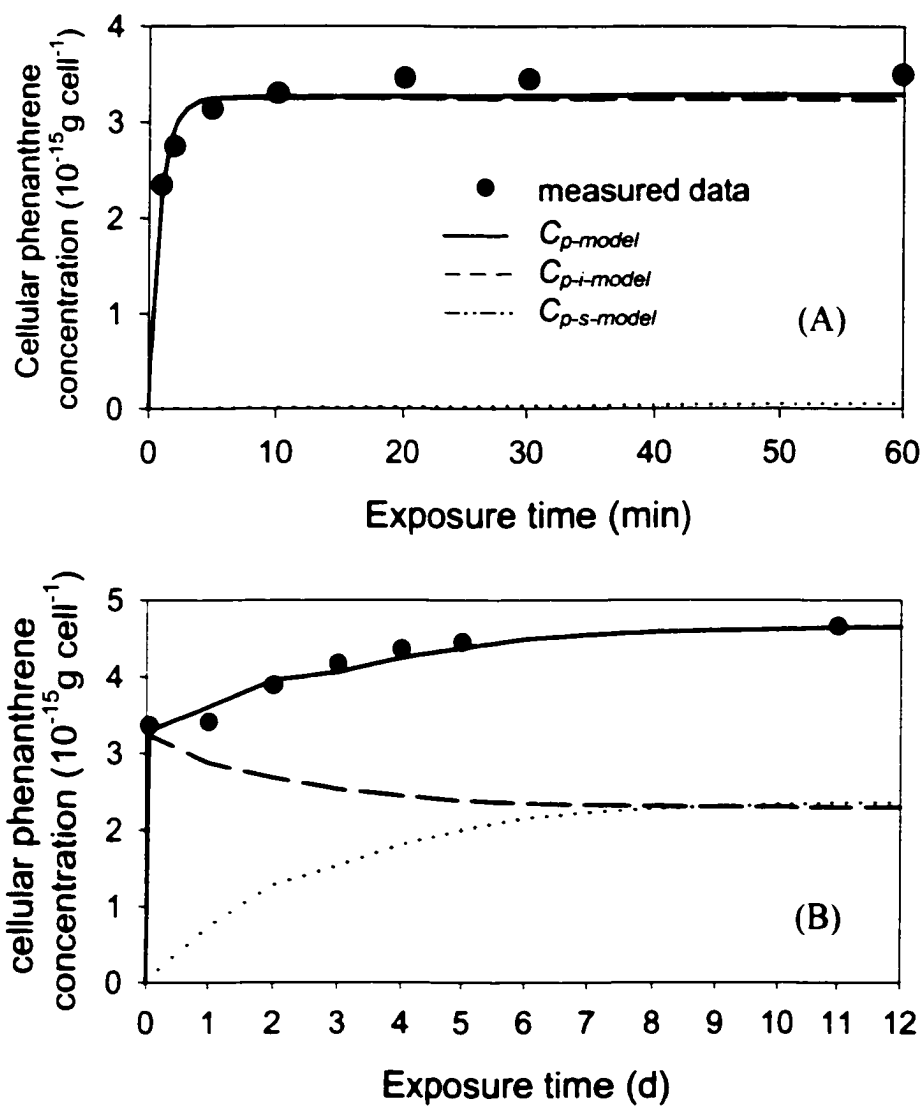 Cellular phenanthrene
concentration (10⁻¹⁵g cell⁻¹)
4
3
2
1
0
measured data
Cp-model
Cp-i-model
Cp-s-model
(A)
0 10 20 30 40 50 60
Exposure time (min)
cellular phenanthrene
concentration (10⁻¹⁵g cell⁻¹)
5
4
3
2
1
0
(B)
0 1 2 3 4 5 6 7 8 9 10 11 12
Exposure time (d)